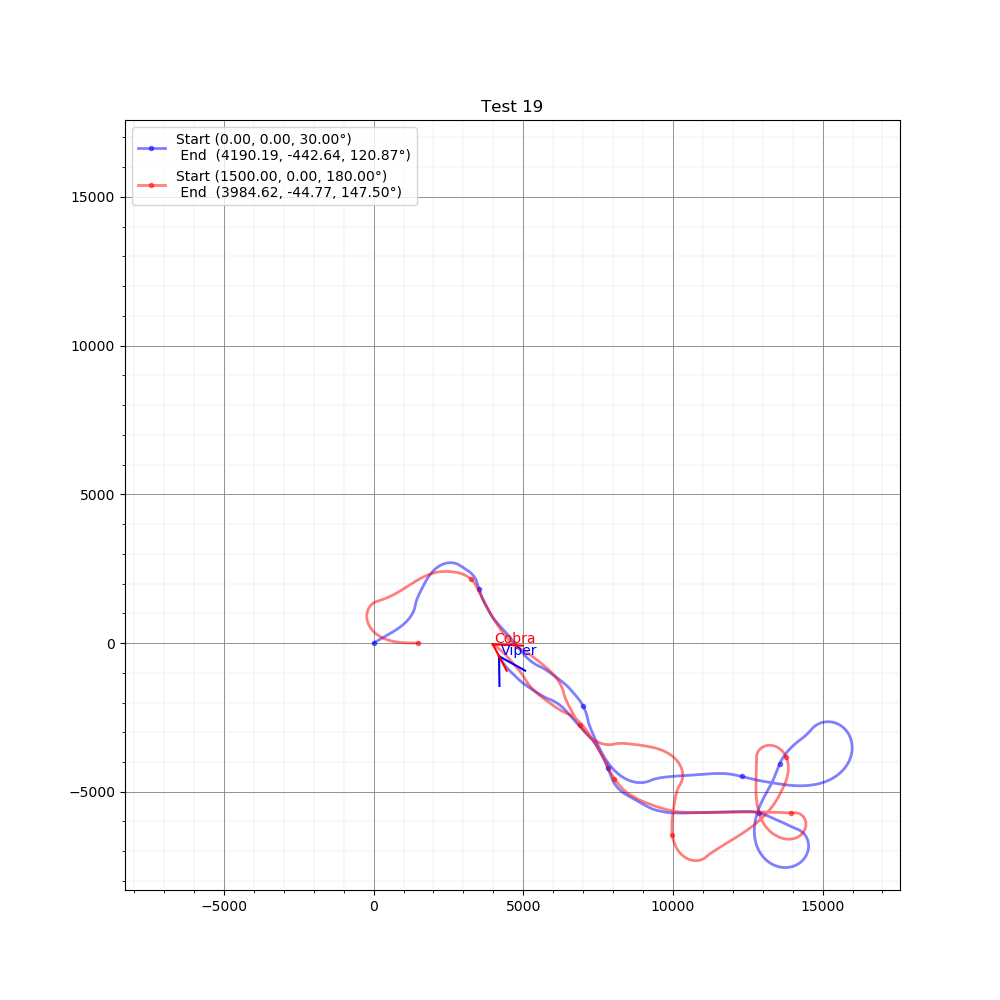 Test 19
Start (0.00, 0.00, 30.00°)
End (4190.19, -442.64, 120.87°)
Start (1500.00, 0.00, 180.00°)
End (3984.62, -44.77, 147.50°)
15000
10000
5000
0
−5000
Cobra
Viper
−5000
0
5000
10000
15000